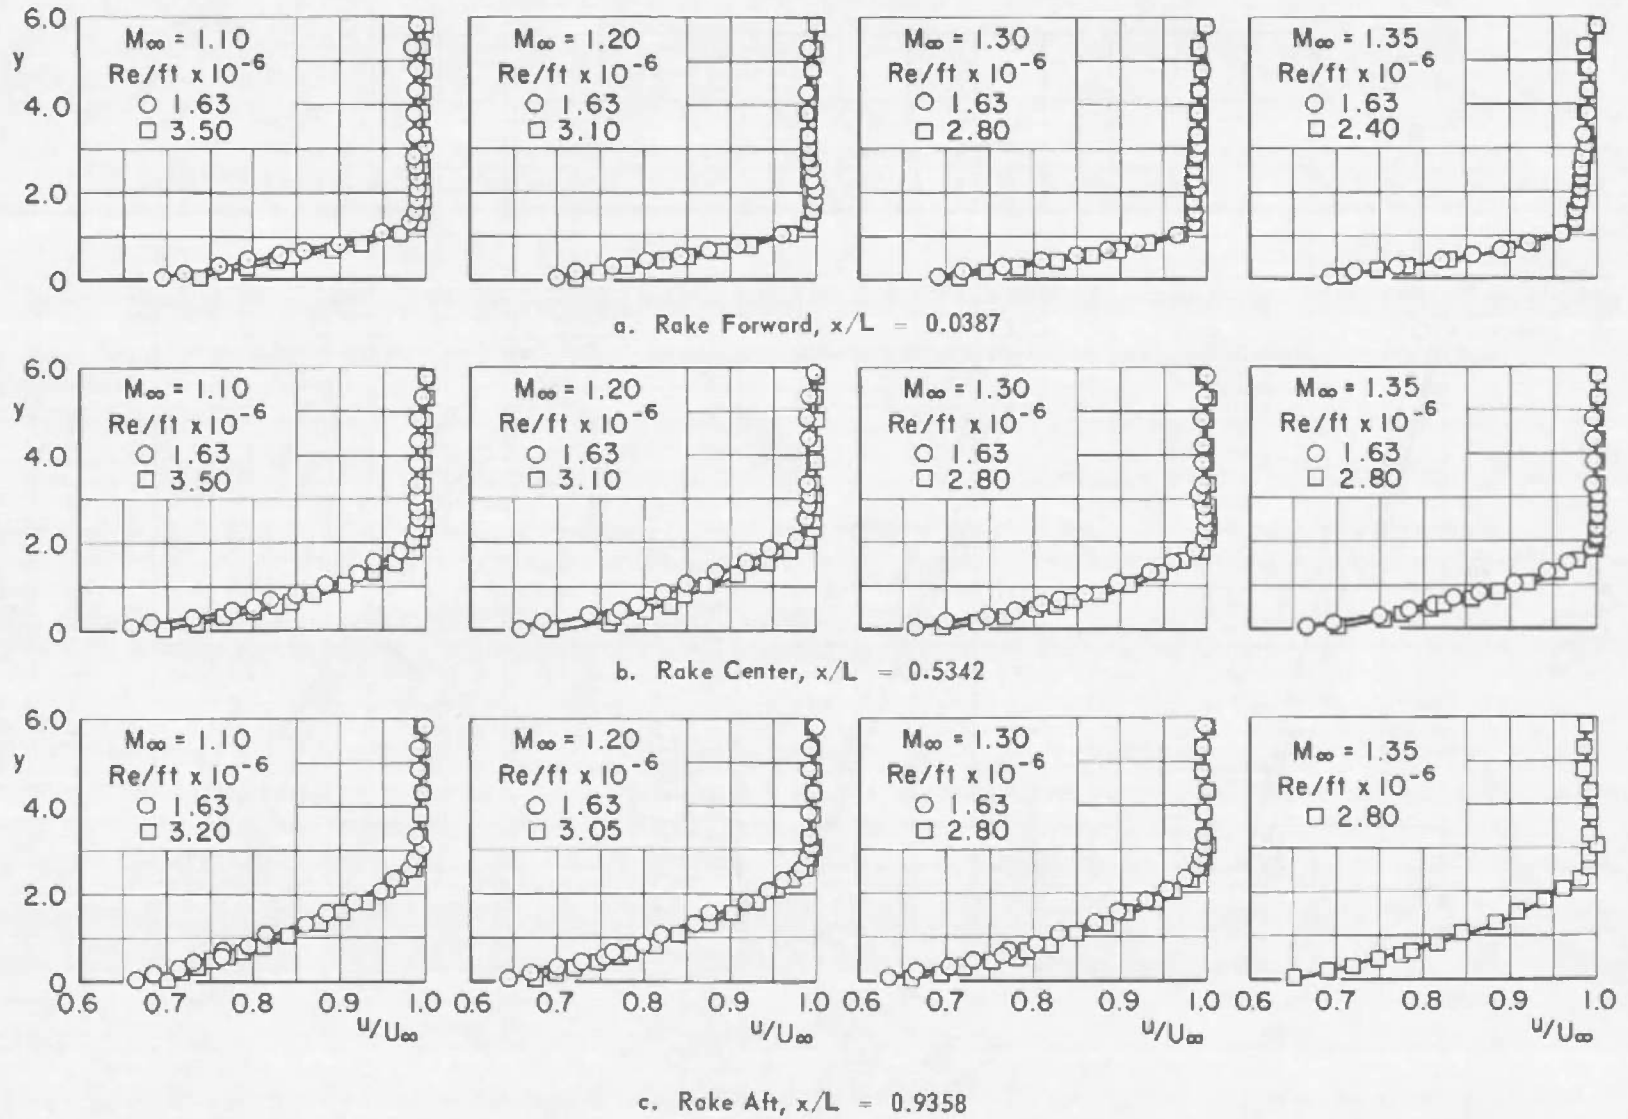 6.0
y
4.0
2.0
0
M∞ = 1.10
Re/ft x 10⁻⁶
○ 1.63
□ 3.50
M∞ = 1.20
Re/ft x 10⁻⁶
○ 1.63
□ 3.10
M∞ = 1.30
Re/ft x 10⁻⁶
○ 1.63
□ 2.80
M∞ = 1.35
Re/ft x 10⁻⁶
○ 1.63
□ 2.40
a. Rake Forward, x/L = 0.0387
6.0
y
4.0
2.0
0
M∞ = 1.10
Re/ft x 10⁻⁶
○ 1.63
□ 3.50
M∞ = 1.20
Re/ft x 10⁻⁶
○ 1.63
□ 3.10
M∞ = 1.30
Re/ft x 10⁻⁶
○ 1.63
□ 2.80
M∞ = 1.35
Re/ft x 10⁻⁶
○ 1.63
□ 2.80
b. Rake Center, x/L = 0.5342
6.0
y
4.0
2.0
0
M∞ = 1.10
Re/ft x 10⁻⁶
○ 1.63
□ 3.20
M∞ = 1.20
Re/ft x 10⁻⁶
○ 1.63
□ 3.05
M∞ = 1.30
Re/ft x 10⁻⁶
○ 1.63
□ 2.80
M∞ = 1.35
Re/ft x 10⁻⁶
□ 2.80
0.6 0.7 0.8 0.9 1.0
u/U∞
0.6 0.7 0.8 0.9 1.0
u/U∞
0.6 0.7 0.8 0.9 1.0
u/U∞
0.6 0.7 0.8 0.9 1.0
u/U∞
c. Rake Aft, x/L = 0.9358